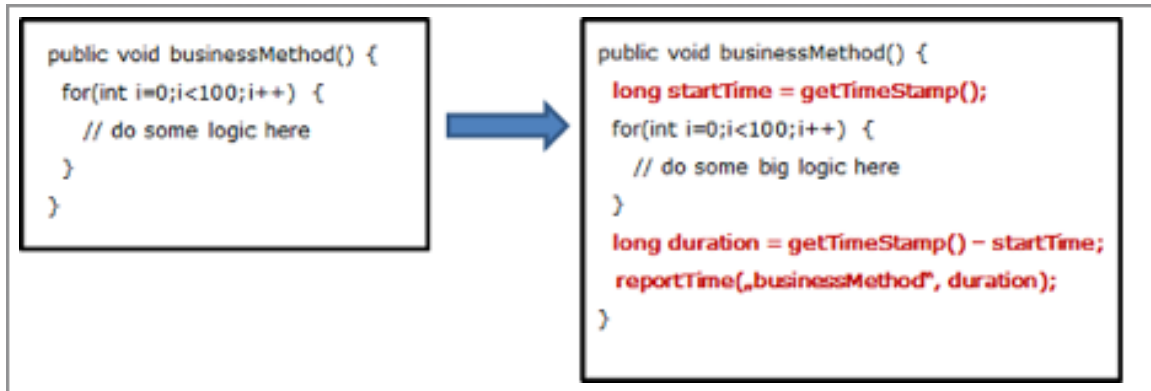 public void businessMethod() {
for(int i=0;i<100;i++) {
// do some logic here
}
}
public void businessMethod() {
long startTime = getTimeStamp();
for(int i=0;i<100;i++) {
// do some big logic here
}
long duration = getTimeStamp() – startTime;
reportTime(„businessMethod“, duration);
}